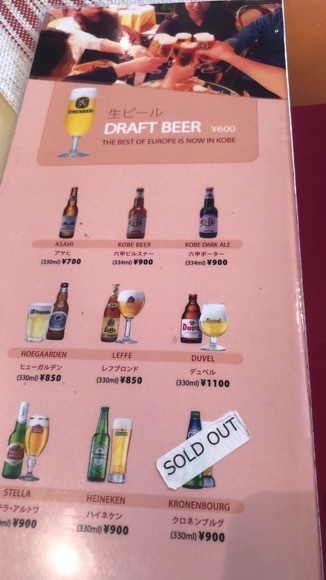 生ビール
DRAFT BEER ¥600
THE BEST OF EUROPE IS NOW IN KOBE
ASAHI
アサヒ
(330ml) ¥700
KOBE BEER
六甲ピルスナー
(334ml) ¥900
KOBE DARK ALE
六甲ポーター
(334ml) ¥900
HOEGAARDEN
ヒューガルデン
(330ml) ¥850
LEFFE
レフブロンド
(330ml) ¥850
DUVEL
デュベル
(330ml) ¥1100
SOLD OUT
STELLA
テラ・アルトワ
0ml) ¥900
HEINEKEN
ハイネケン
(330ml) ¥900
KRONENBOURG
クロネンブルグ
(330ml) ¥900